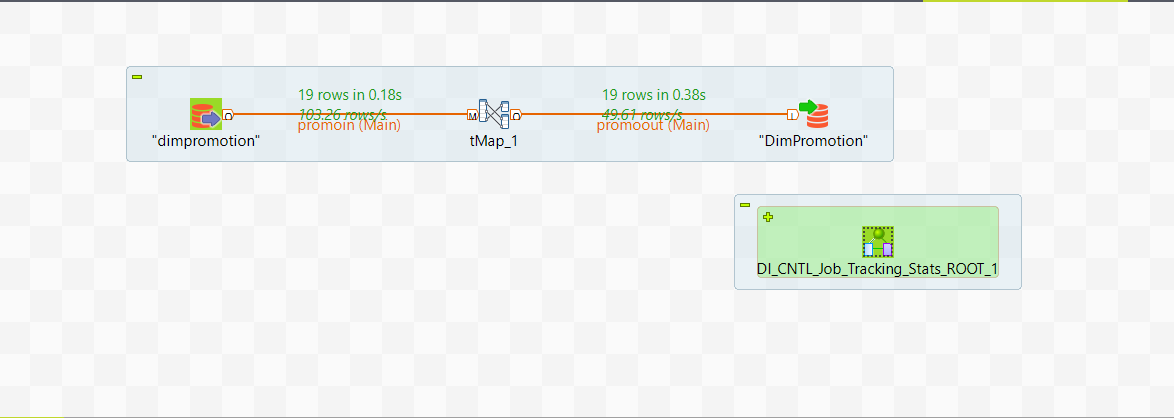 19 rows in 0.18s
103.26 rows/s
promoin (Main)
19 rows in 0.38s
49.61 rows/s
promoout (Main)
O
M
O
I
"dimpromotion"
tMap_1
"DimPromotion"
DI_CNTL_Job_Tracking_Stats_ROOT_1